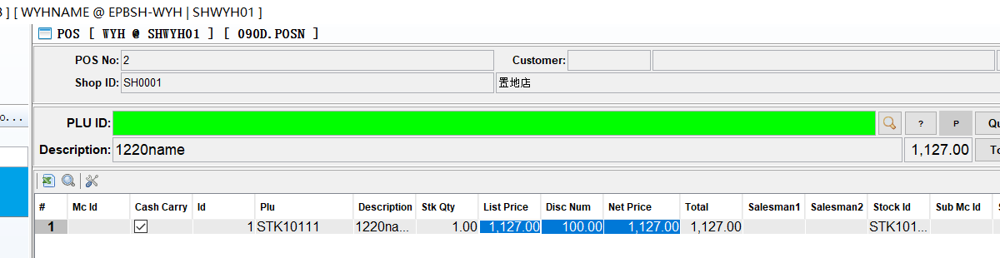 ] [ WYHNAME @ EPBSH-WYH | SHWYH01 ]
POS [ WYH @ SHWYH01 ] [ 090D.POSN ]
POS No: 2 Customer:
Shop ID: SH0001 置地店
o...
PLU ID: ? P Qu
Description: 1220name 1,127.00 To
# Mc Id Cash Carry Id Plu Description Stk Qty List Price Disc Num Net Price Total Salesman1 Salesman2 Stock Id Sub Mc Id
1 1 STK10111 1220na... 1.00 1,127.00 100.00 1,127.00 1,127.00 STK101...